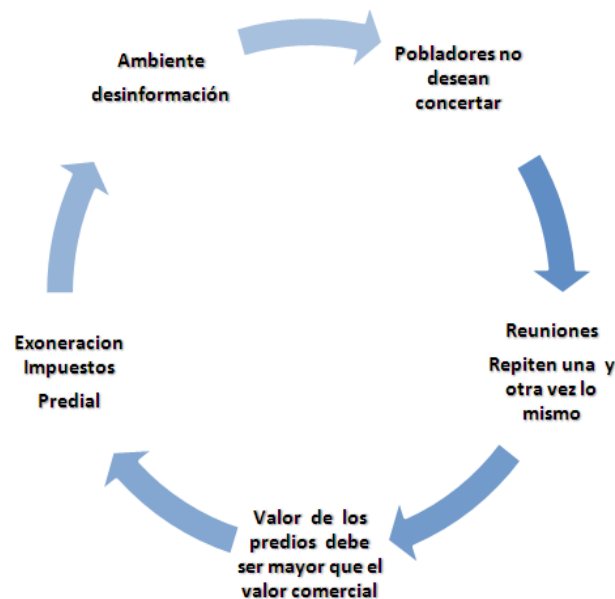 Ambiente
desinformación
Pobladores no
desean
concertar
Reuniones
Repiten una y
otra vez lo
mismo
Valor de los
predios debe
ser mayor que el
valor comercial
Exoneracion
Impuestos
Predial